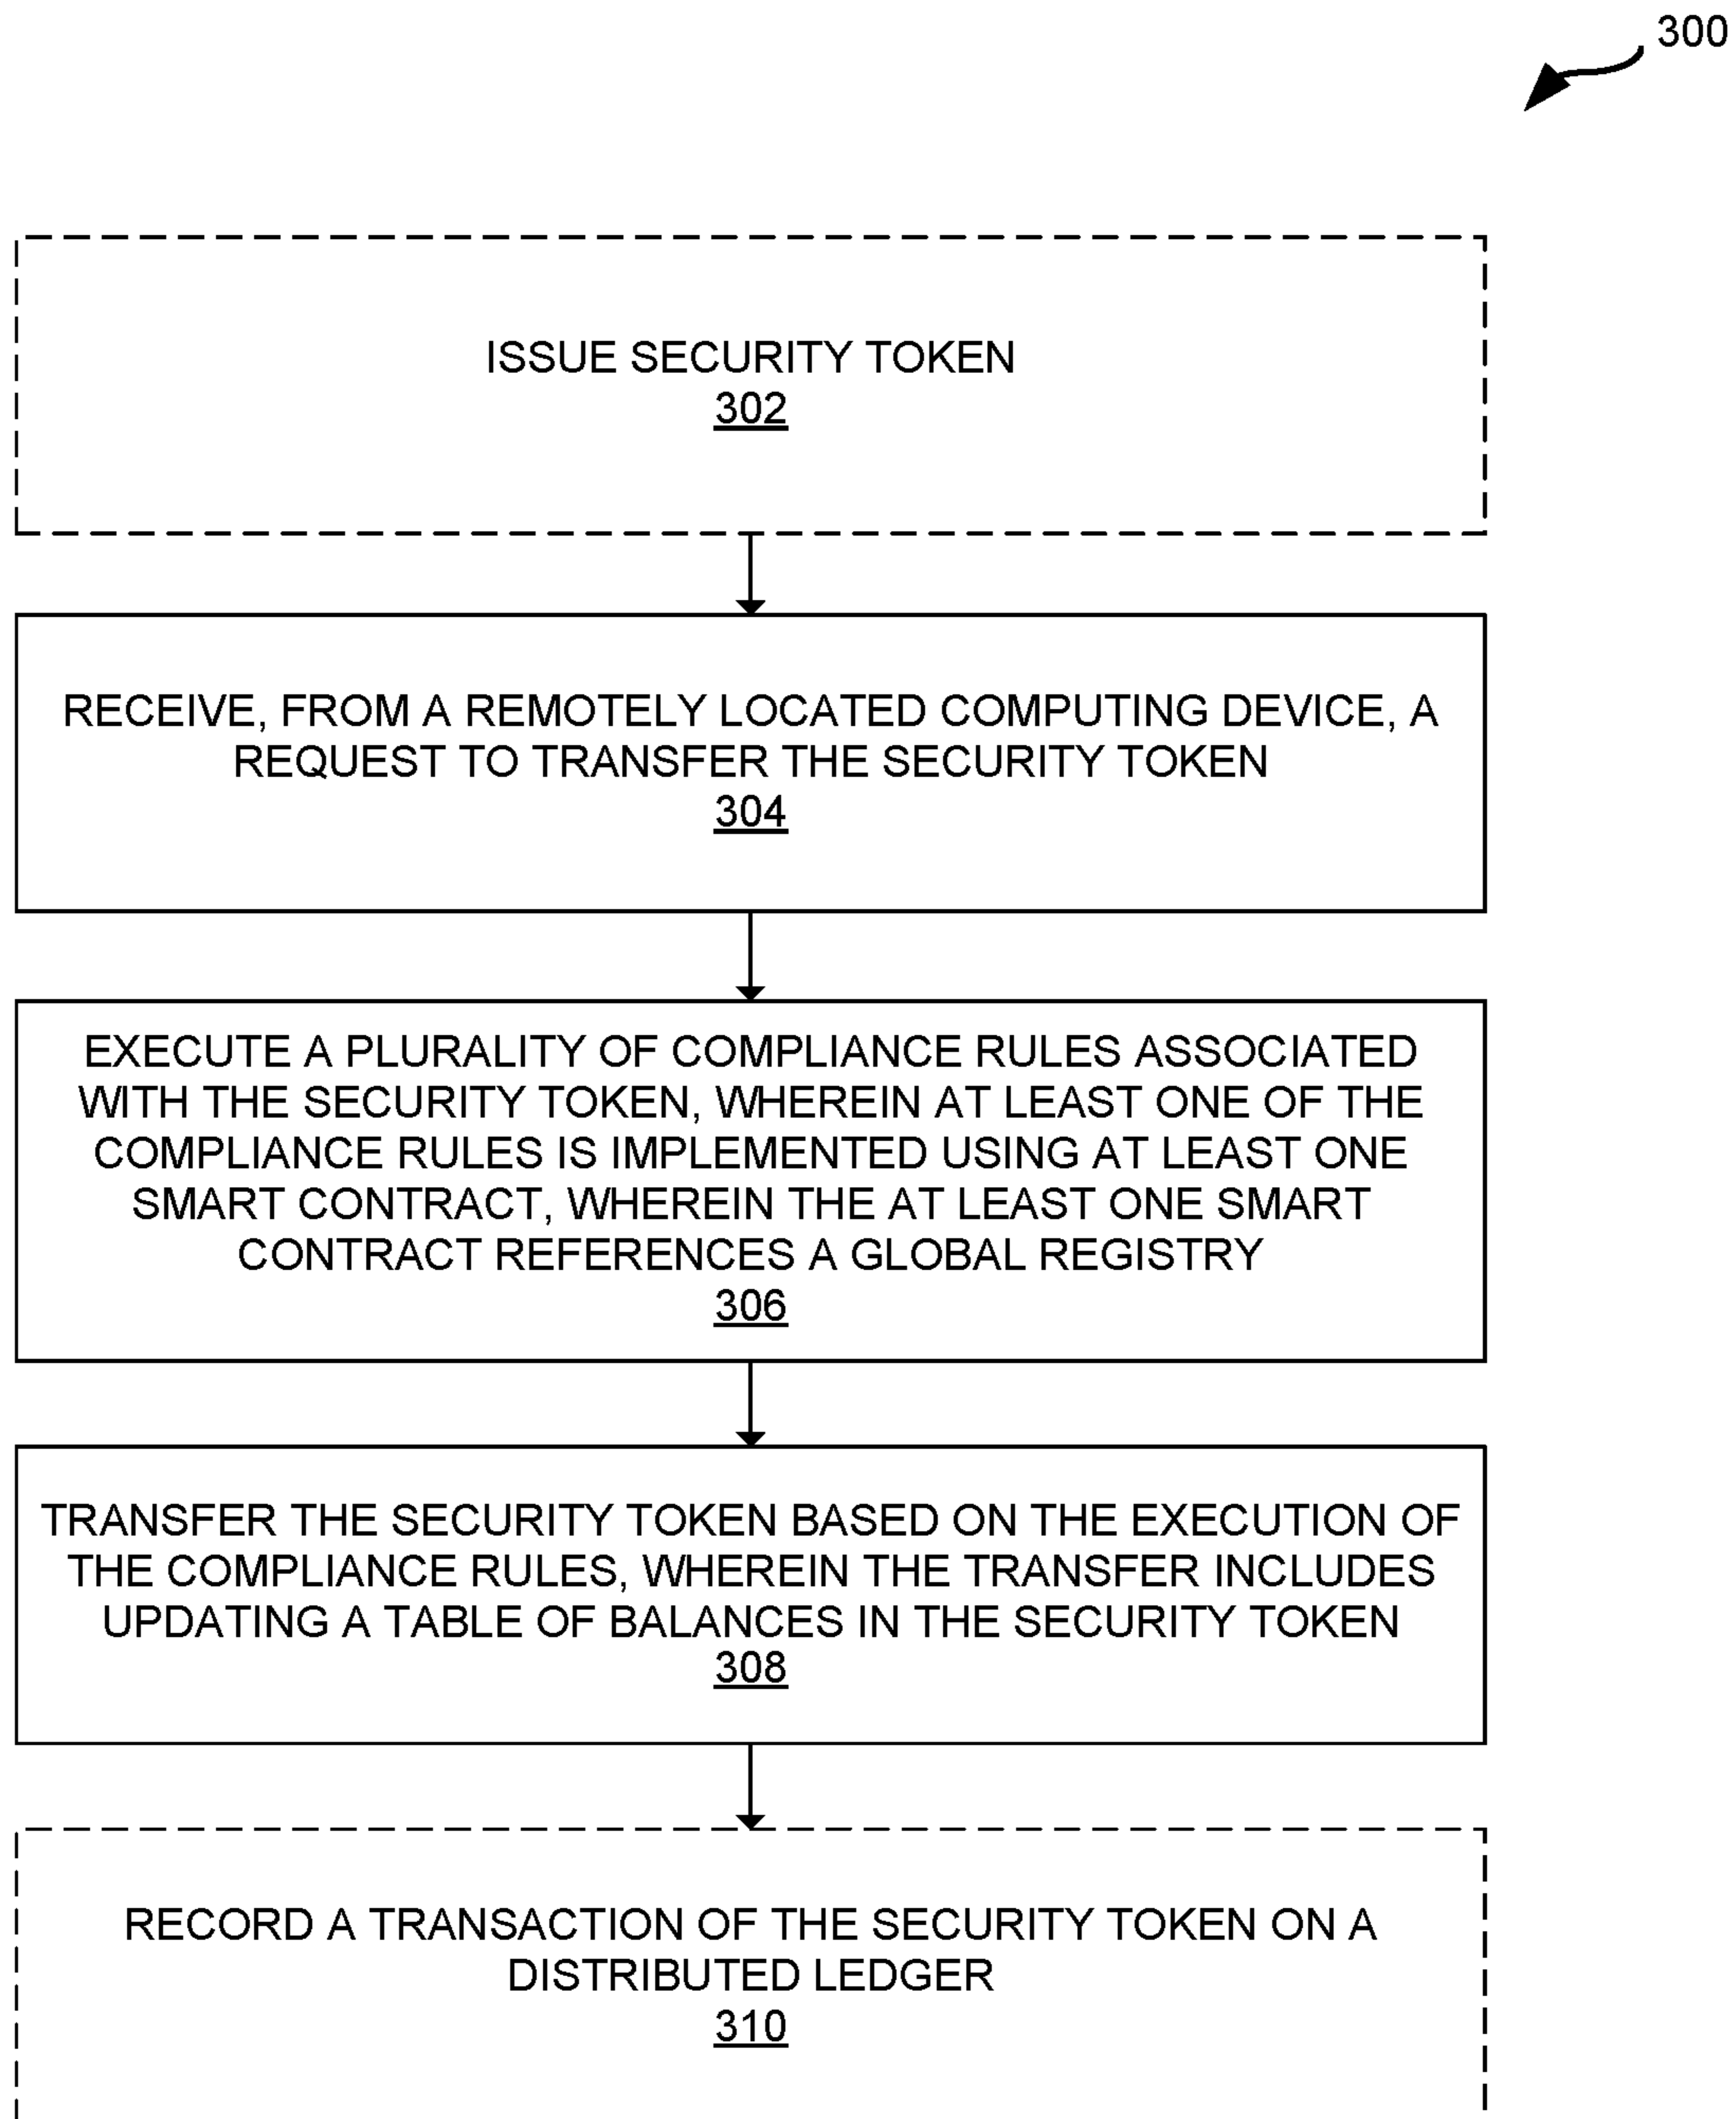 300
ISSUE SECURITY TOKEN
302
RECEIVE, FROM A REMOTELY LOCATED COMPUTING DEVICE, A
REQUEST TO TRANSFER THE SECURITY TOKEN
304
EXECUTE A PLURALITY OF COMPLIANCE RULES ASSOCIATED
WITH THE SECURITY TOKEN, WHEREIN AT LEAST ONE OF THE
COMPLIANCE RULES IS IMPLEMENTED USING AT LEAST ONE
SMART CONTRACT, WHEREIN THE AT LEAST ONE SMART
CONTRACT REFERENCES A GLOBAL REGISTRY
306
TRANSFER THE SECURITY TOKEN BASED ON THE EXECUTION OF
THE COMPLIANCE RULES, WHEREIN THE TRANSFER INCLUDES
UPDATING A TABLE OF BALANCES IN THE SECURITY TOKEN
308
RECORD A TRANSACTION OF THE SECURITY TOKEN ON A
DISTRIBUTED LEDGER
310